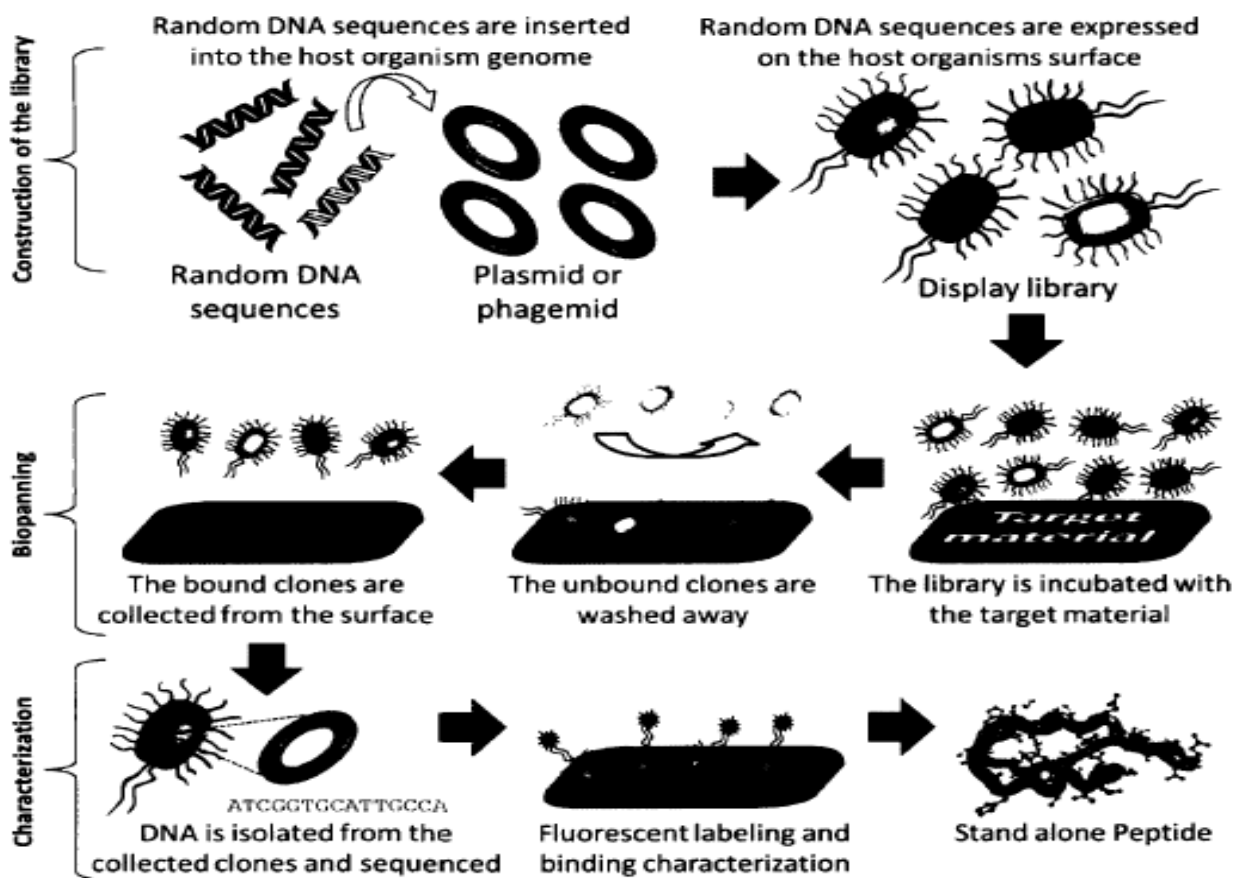 Construction of the library
Random DNA sequences are inserted
into the host organism genome
Random DNA sequences are expressed
on the host organisms surface
Random DNA
sequences
Plasmid or
phagemid
Display library
Biopanning
The bound clones are
collected from the surface
The unbound clones are
washed away
Target
material
The library is incubated with
the target material
Characterization
ATCGGTGCATTGCCA
DNA is isolated from the
collected clones and sequenced
Fluorescent labeling and
binding characterization
Stand alone Peptide